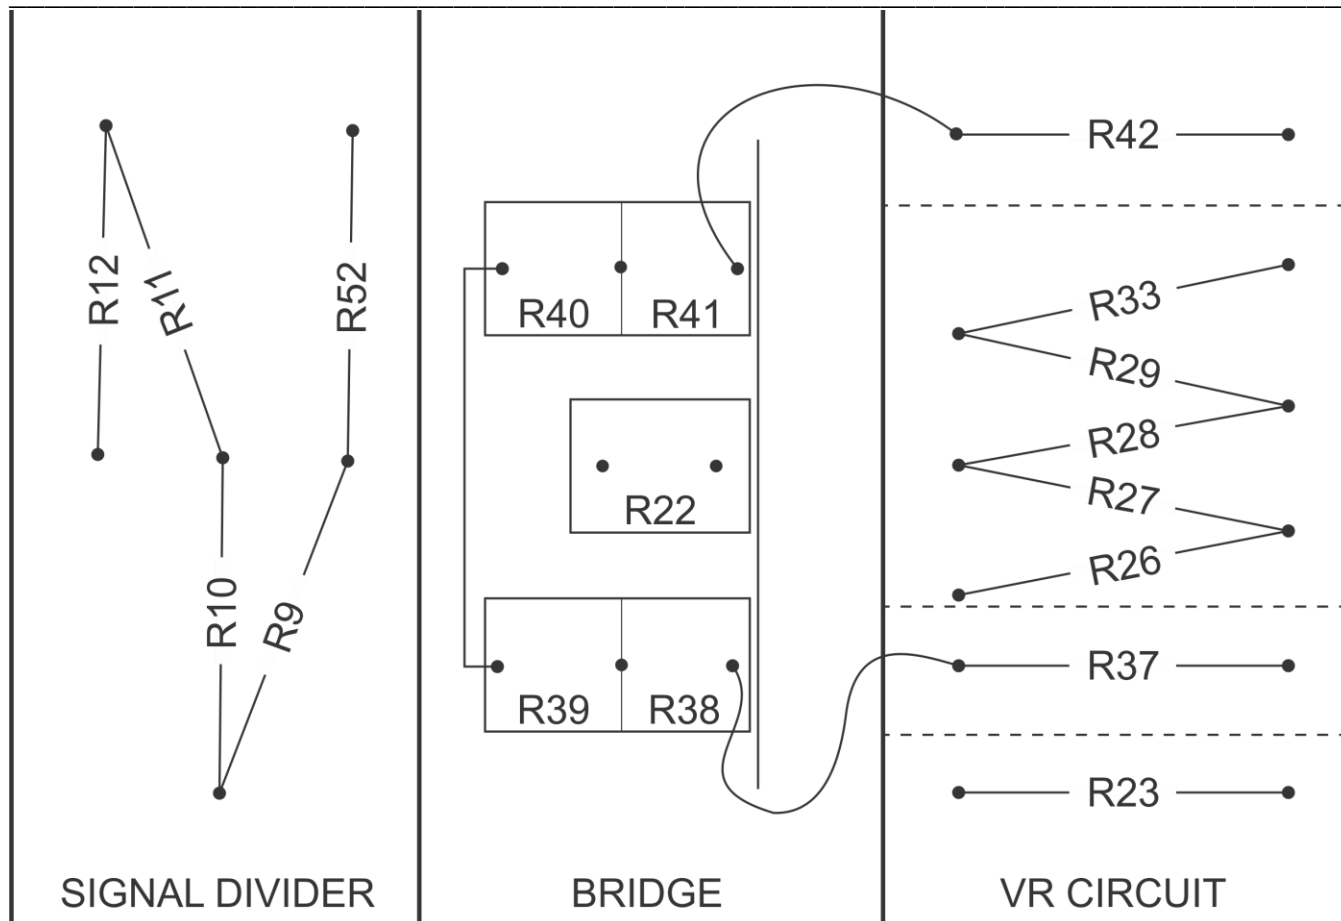 R12
R11
R52
R10
R9
SIGNAL DIVIDER
R40
R41
R22
R39
R38
BRIDGE
R42
R33
R29
R28
R27
R26
R37
R23
VR CIRCUIT